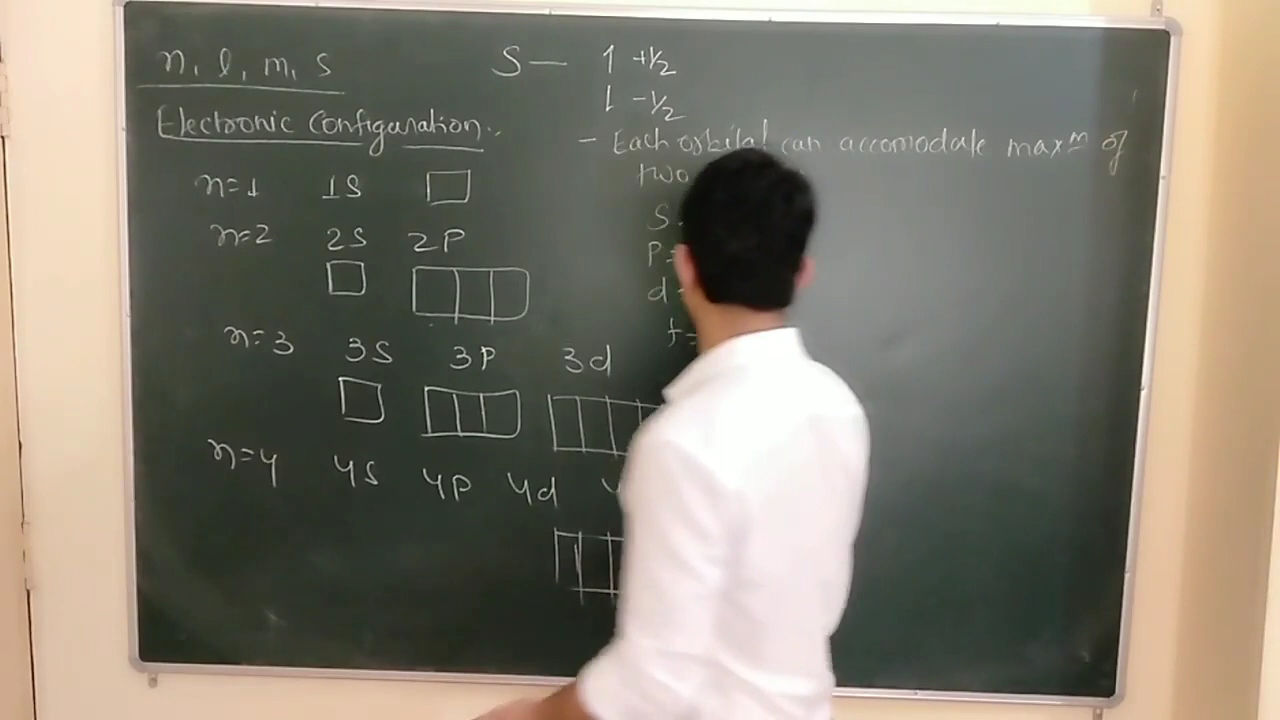 n, l, m, s
S — 1 +1/2
l -1/2
Electronic Configuration.
- Each orbital can accomodate maxm of
two
n=1 1S
n=2 2S 2P
n=3 3S 3P 3d
n=4 4S 4P 4d 4
S
P=
d
f=